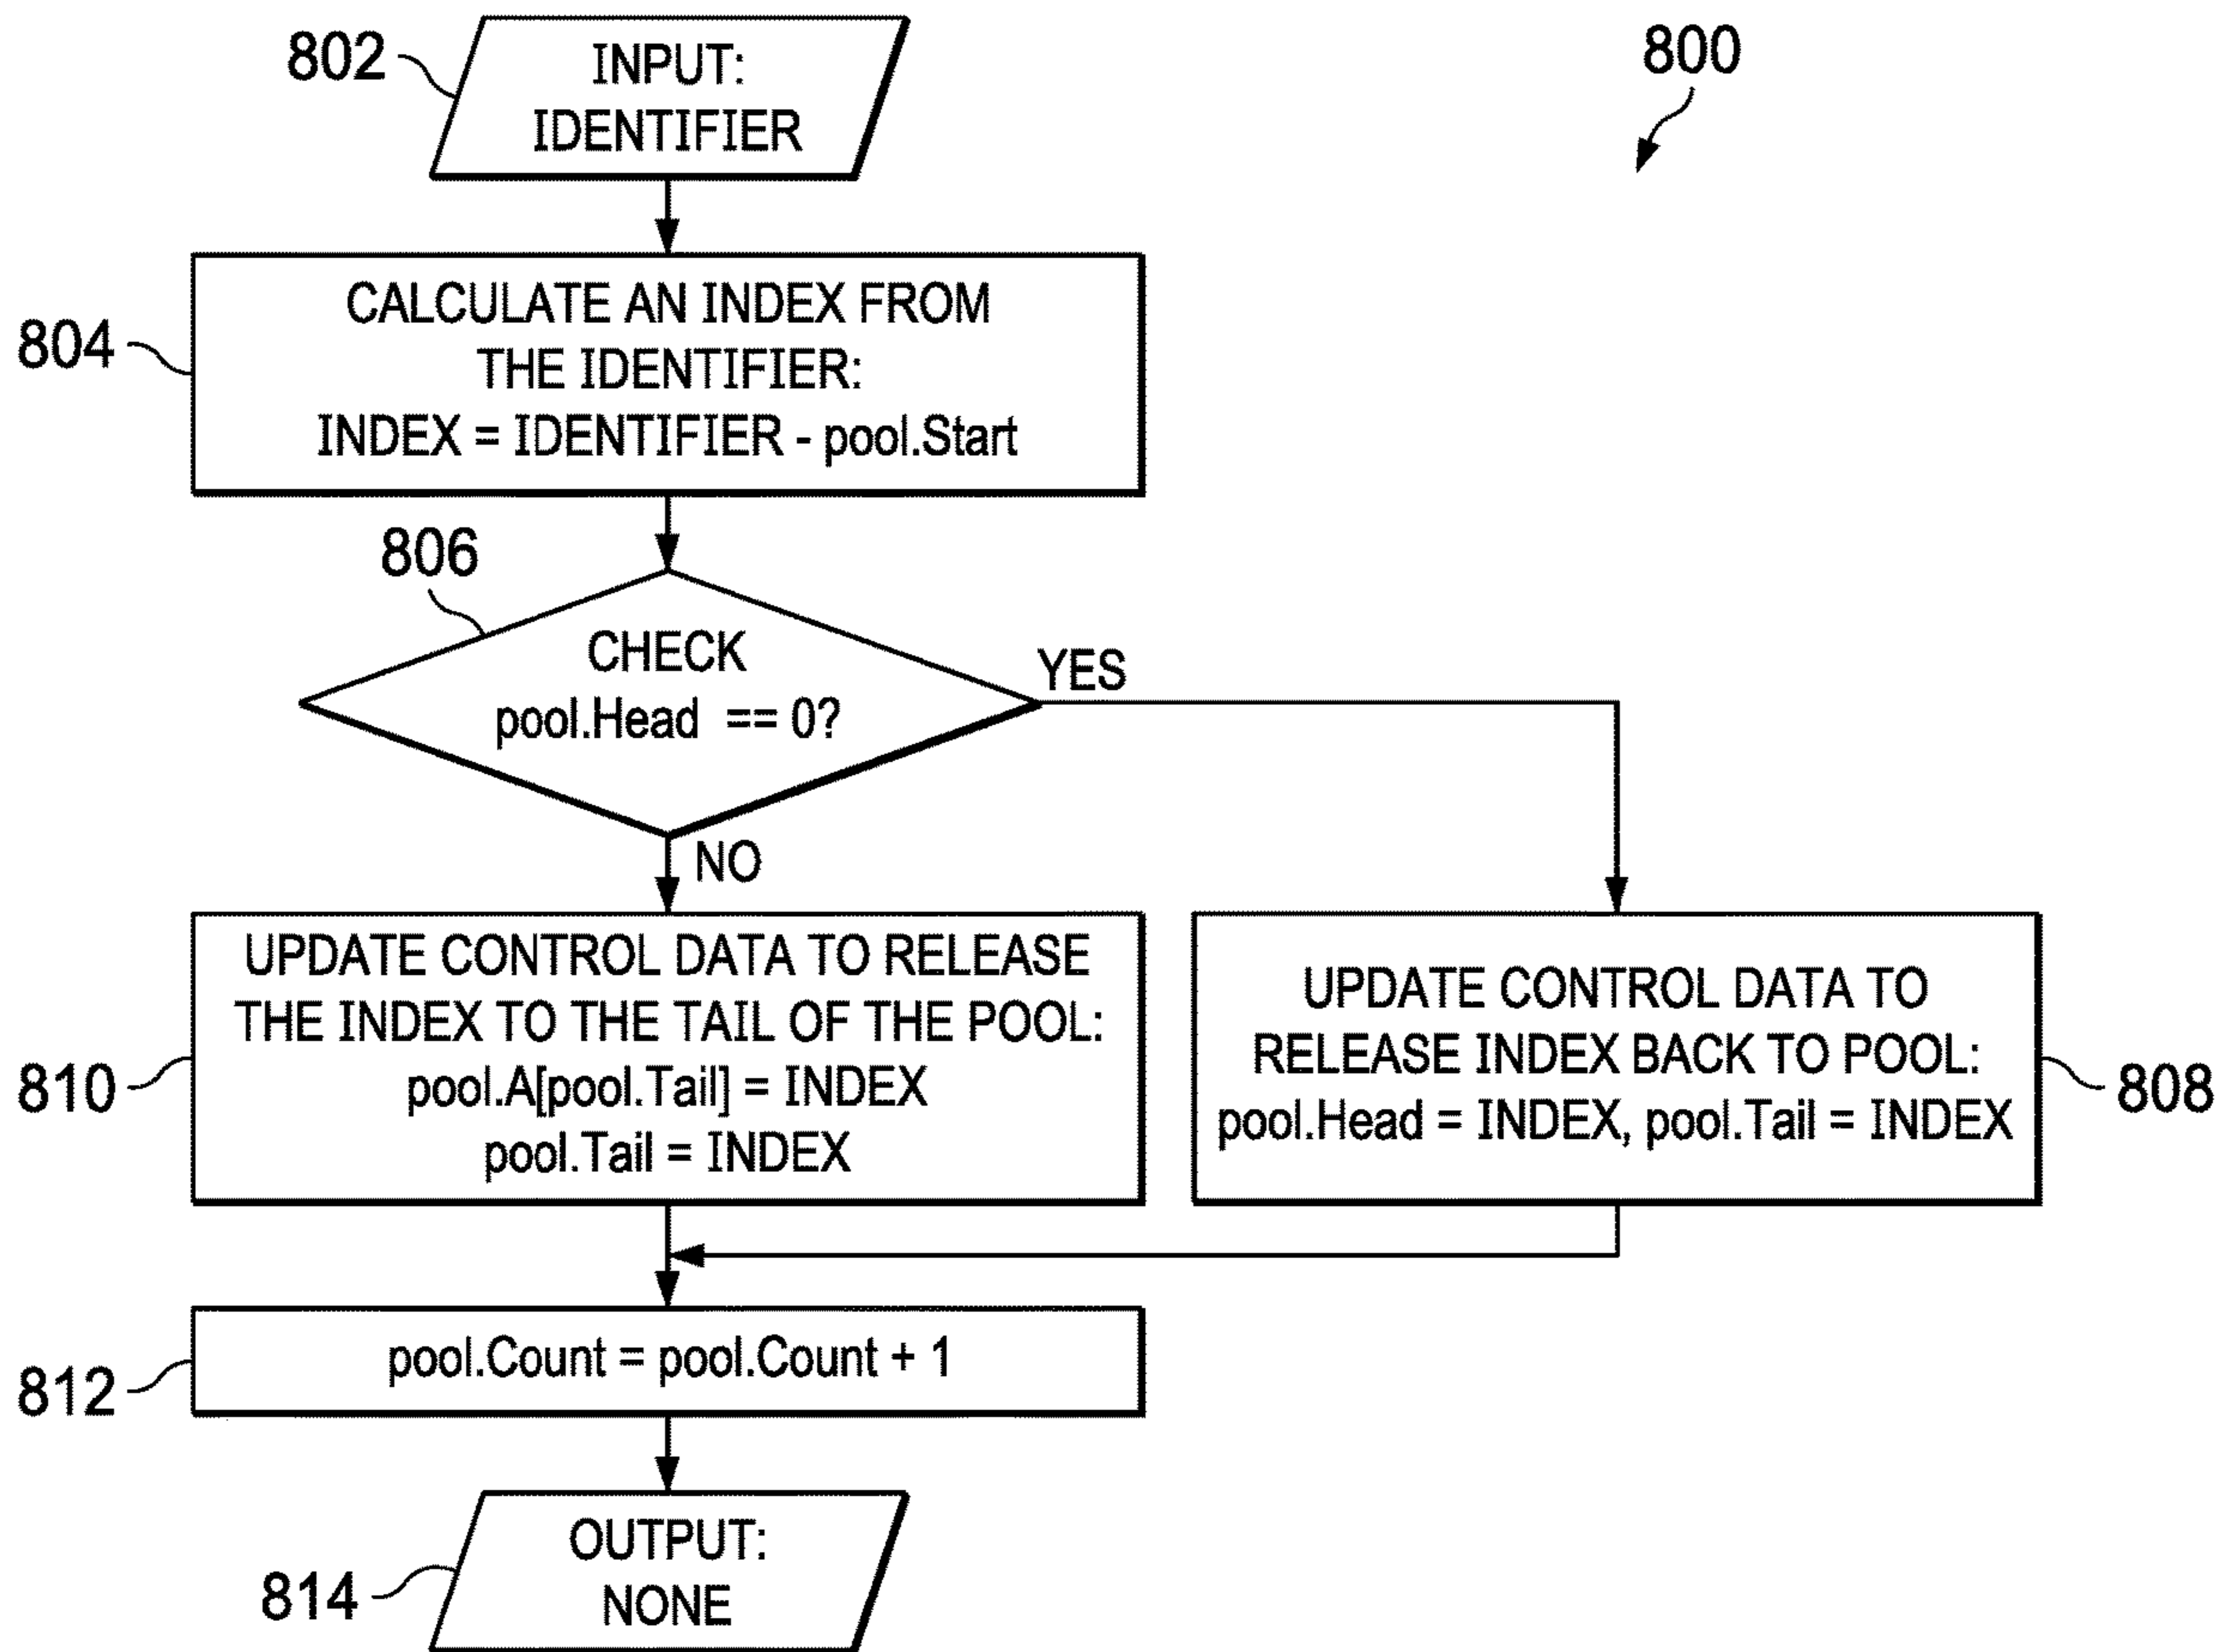 800
802
INPUT:
IDENTIFIER
804
CALCULATE AN INDEX FROM
THE IDENTIFIER:
INDEX = IDENTIFIER - pool.Start
806
CHECK
pool.Head == 0?
YES
NO
810
UPDATE CONTROL DATA TO RELEASE
THE INDEX TO THE TAIL OF THE POOL:
pool.A[pool.Tail] = INDEX
pool.Tail = INDEX
UPDATE CONTROL DATA TO
RELEASE INDEX BACK TO POOL:
pool.Head = INDEX, pool.Tail = INDEX
808
812
pool.Count = pool.Count + 1
814
OUTPUT:
NONE